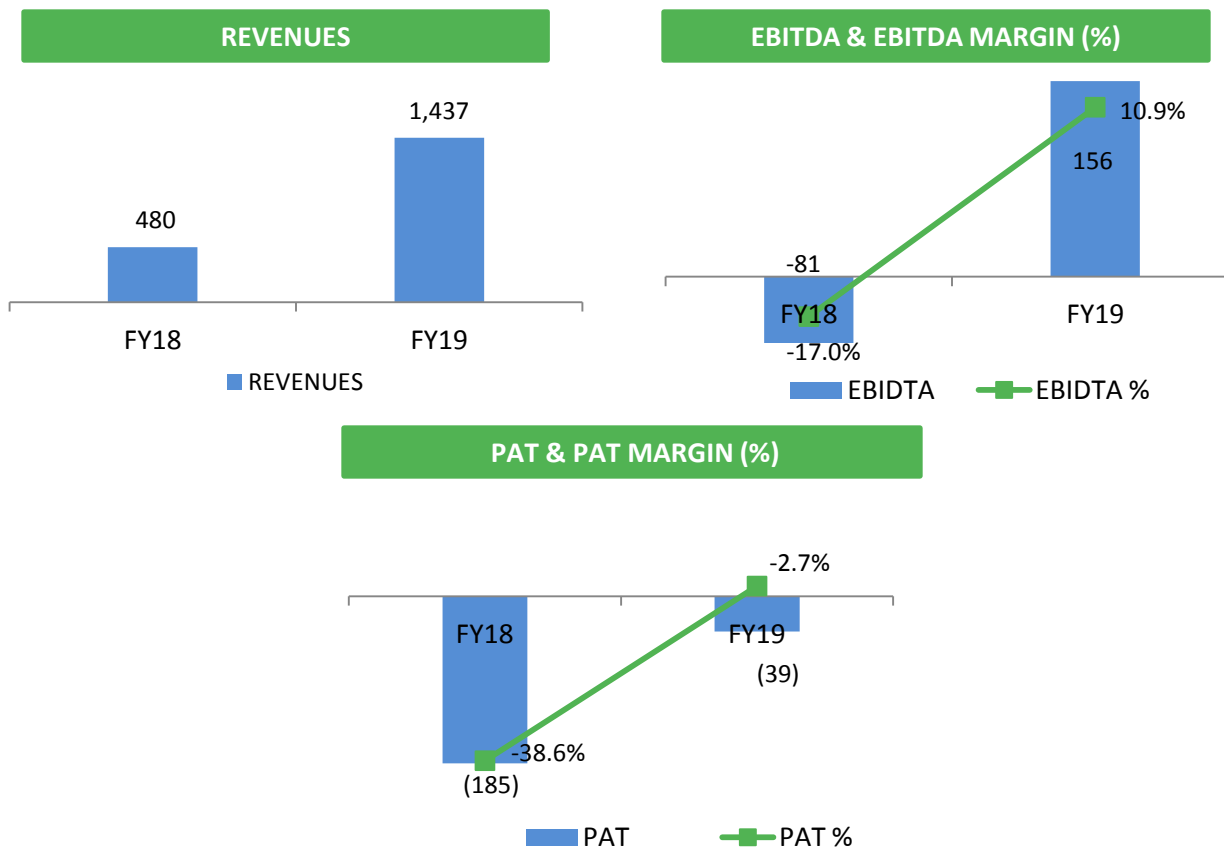 REVENUES
1,437
480
FY18 FY19
REVENUES
EBITDA & EBITDA MARGIN (%)
10.9%
156
-81
FY18 FY19
-17.0%
EBIDTA EBIDTA %
PAT & PAT MARGIN (%)
-2.7%
FY18 FY19
(39)
-38.6%
(185)
PAT PAT %